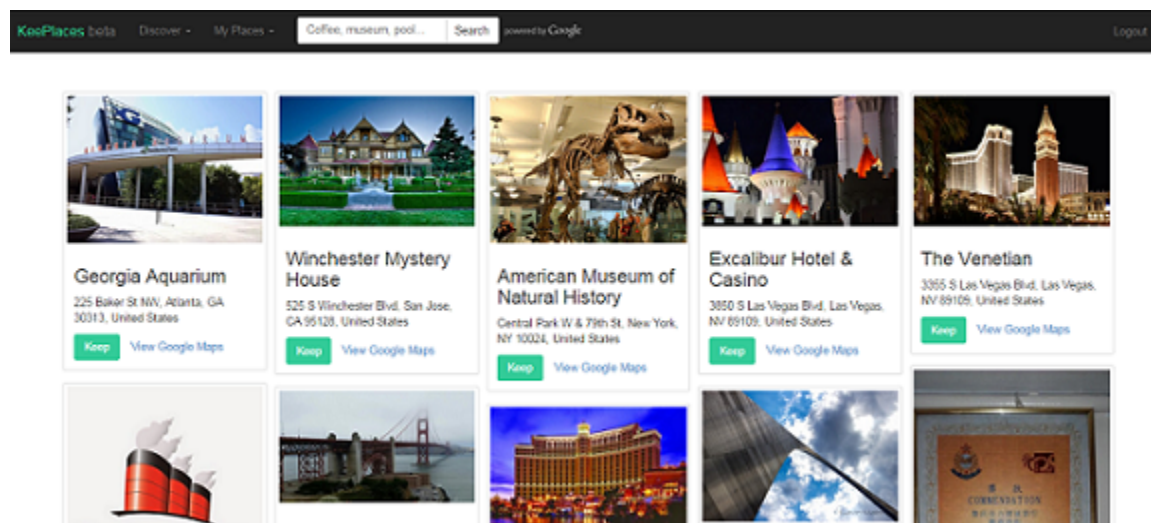 KeePlaces beta
Discover
My Places
Coffee, museum, pool...
Search
powered by Google
Logout
Georgia Aquarium
225 Baker St NW, Atlanta, GA
30313, United States
Keep
View Google Maps
Winchester Mystery
House
525 S Winchester Blvd, San Jose,
CA 95128, United States
Keep
View Google Maps
American Museum of
Natural History
Central Park W & 79th St, New York,
NY 10024, United States
Keep
View Google Maps
Excalibur Hotel &
Casino
3850 S Las Vegas Blvd, Las Vegas,
NV 89109, United States
Keep
View Google Maps
The Venetian
3355 S Las Vegas Blvd, Las Vegas,
NV 89109, United States
Keep
View Google Maps
COMMENDATION